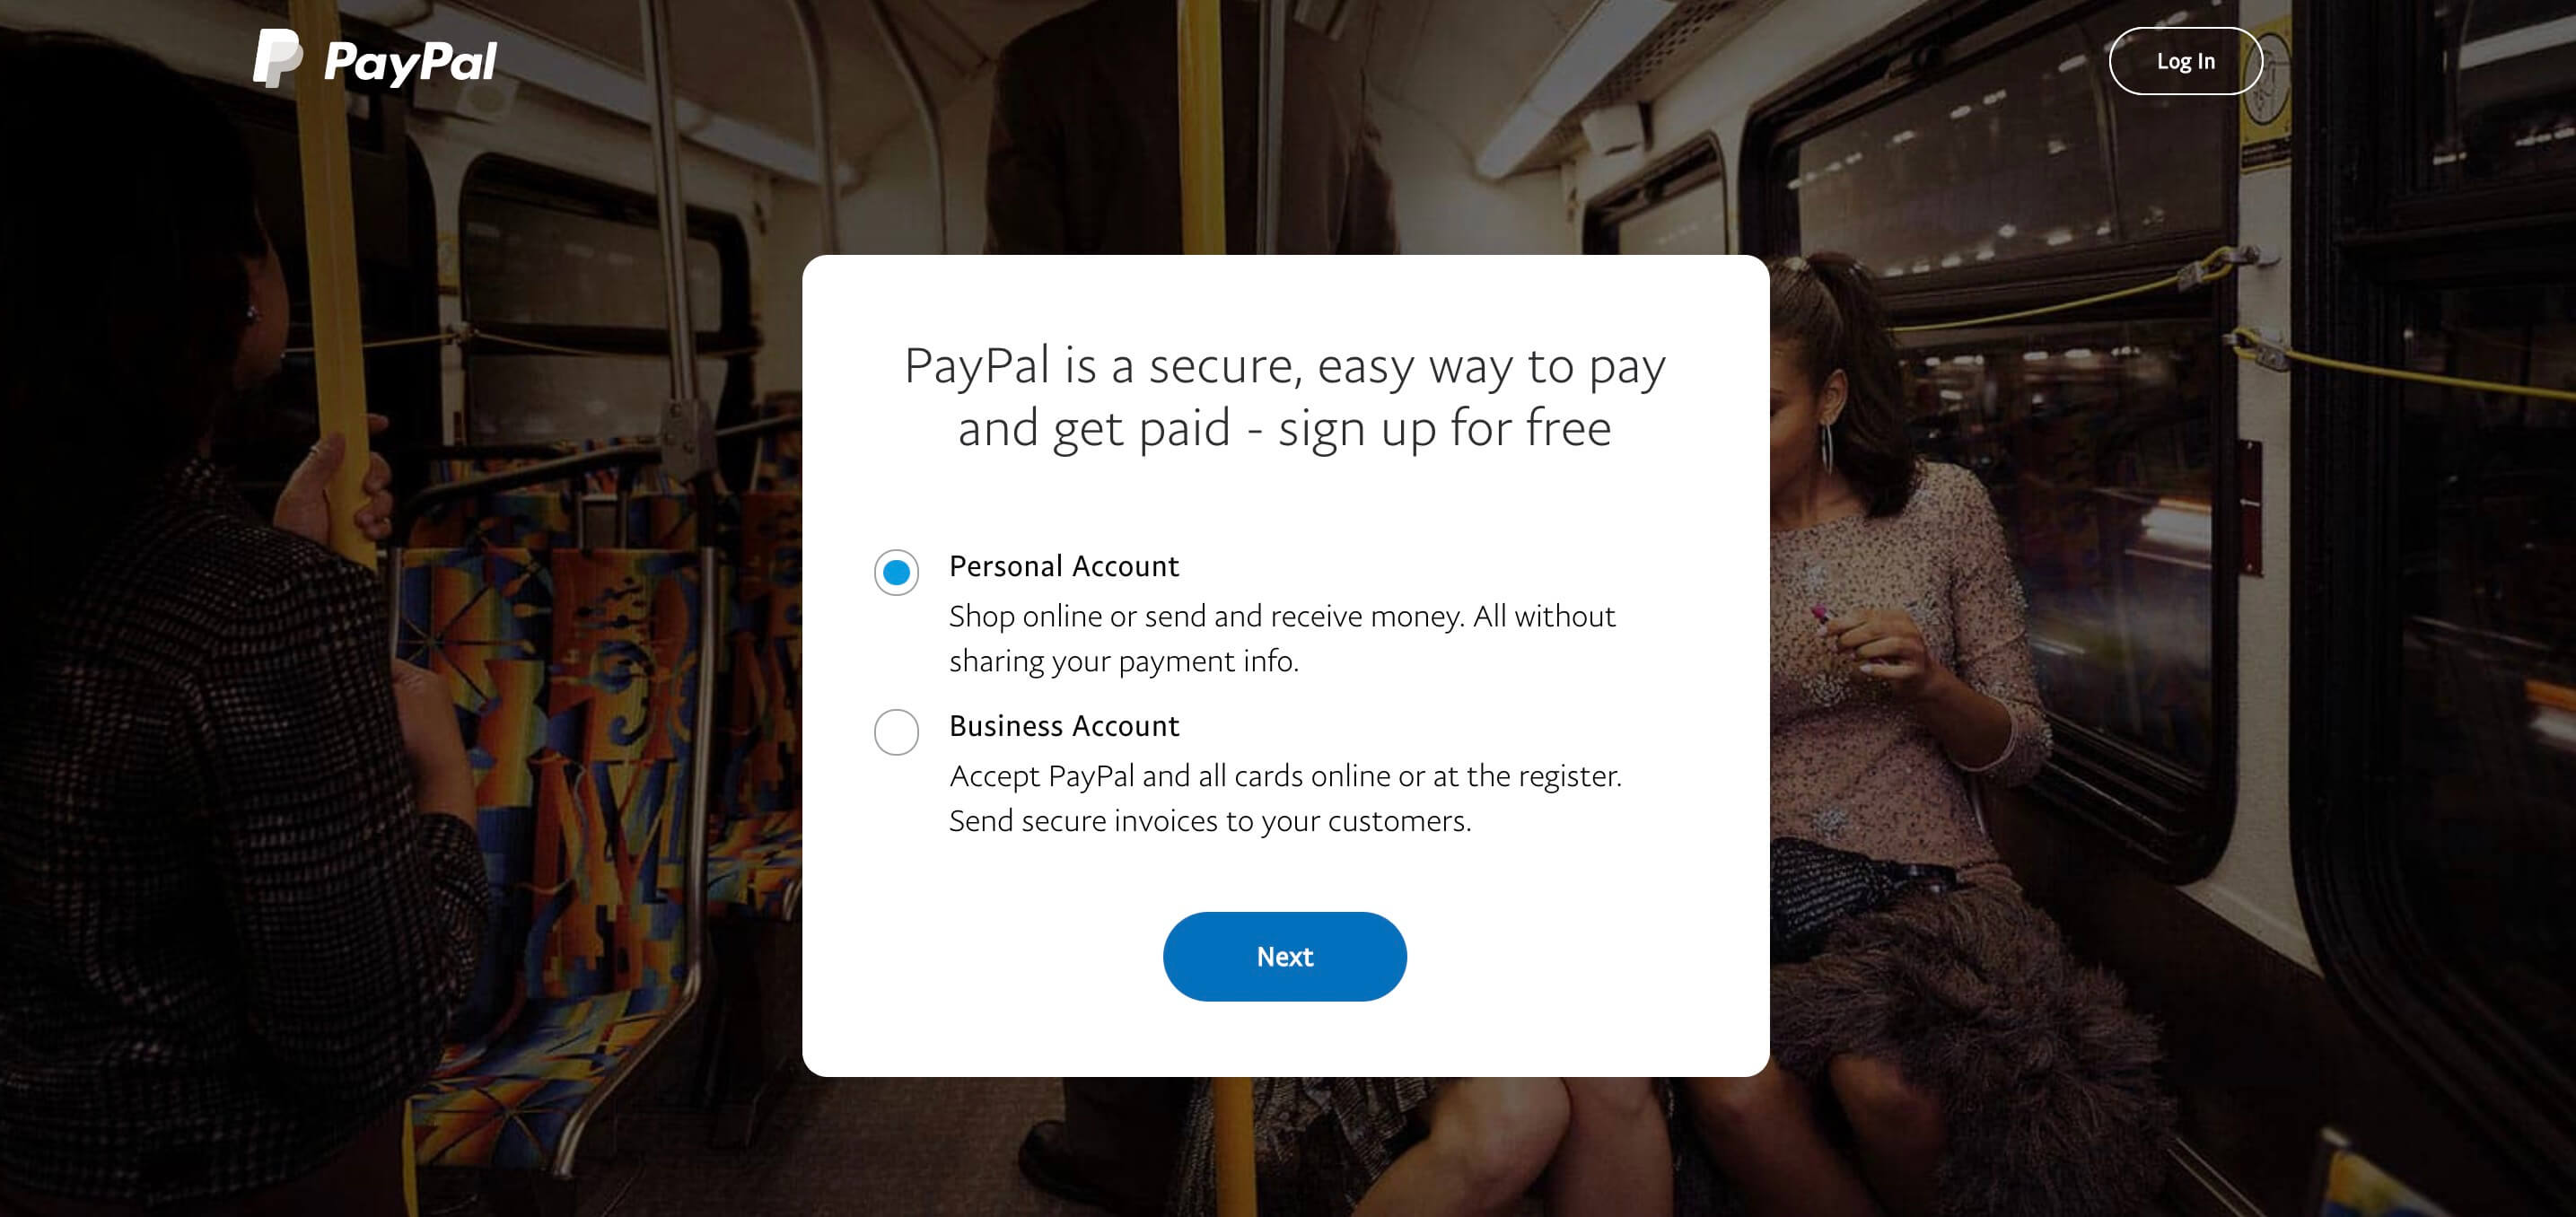 PayPal
Log In
PayPal is a secure, easy way to pay
and get paid - sign up for free
Personal Account
Shop online or send and receive money. All without
sharing your payment info.
Business Account
Accept PayPal and all cards online or at the register.
Send secure invoices to your customers.
Next